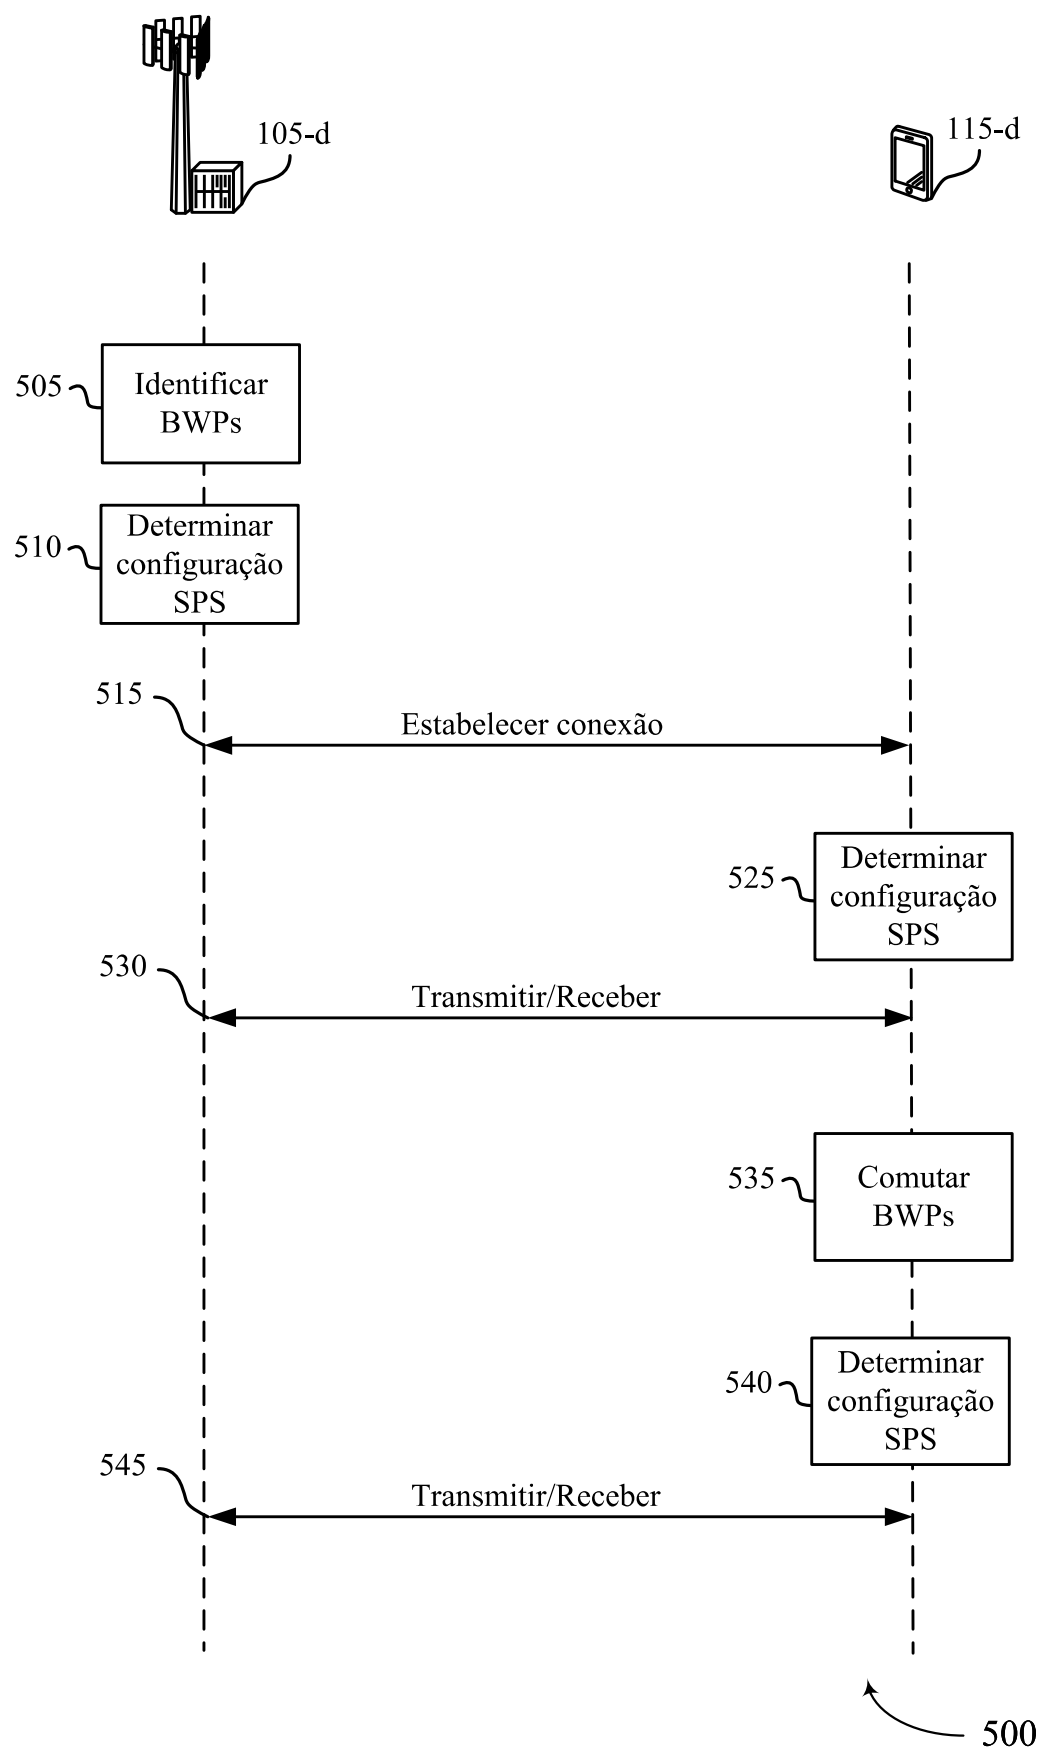 105-d
115-d
505
Identificar
BWPs
510
Determinar
configuração
SPS
515
Estabelecer conexão
525
Determinar
configuração
SPS
530
Transmitir/Receber
535
Comutar
BWPs
540
Determinar
configuração
SPS
545
Transmitir/Receber
500